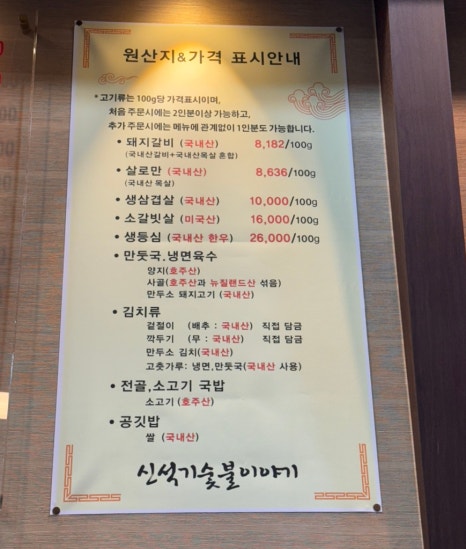 원산지&가격 표시안내
*고기류는 100g당 가격표시이며,
처음 주문시에는 2인분이상 가능하고,
추가 주문시에는 메뉴에 관계없이 1인분도 가능합니다.
• 돼지갈비 (국내산) 8,182/100g
(국내산갈비+국내산목살 혼합)
• 살로만 (국내산) 8,636/100g
(국내산 목살)
• 생삼겹살 (국내산) 10,000/100g
• 소갈빗살 (미국산) 16,000/100g
• 생등심 (국내산 한우) 26,000/100g
• 만둣국.냉면육수
양지(호주산)
사골(호주산과 뉴질랜드산 섞음)
만두소 돼지고기 (국내산)
• 김치류
겉절이 (배추 : 국내산) 직접 담금
깍두기 (무 : 국내산) 직접 담금
만두소 김치(국내산)
고춧가루: 냉면,만둣국(국내산 사용)
• 전골,소고기 국밥
소고기 (호주산)
• 공깃밥
쌀 (국내산)
신석기숯불이야기